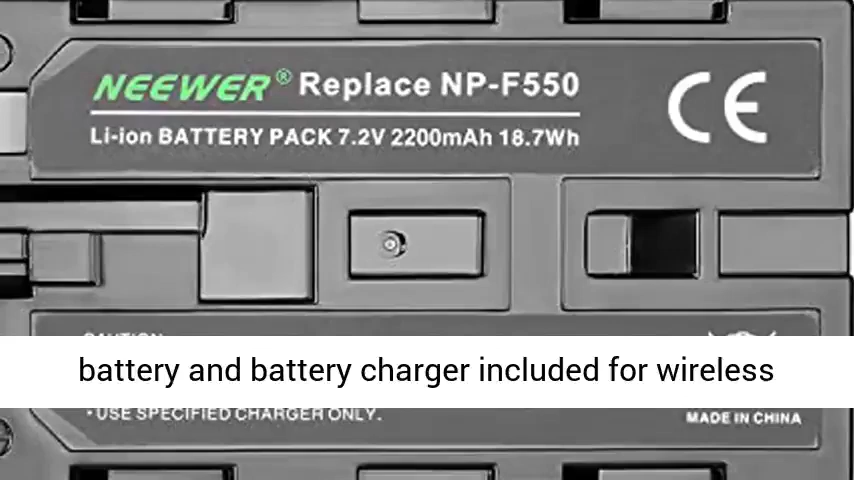 NEEWER® Replace NP-F550
Li-ion BATTERY PACK 7.2V 2200mAh 18.7Wh
CE
battery and battery charger included for wireless
• USE SPECIFIED CHARGER ONLY.
MADE IN CHINA